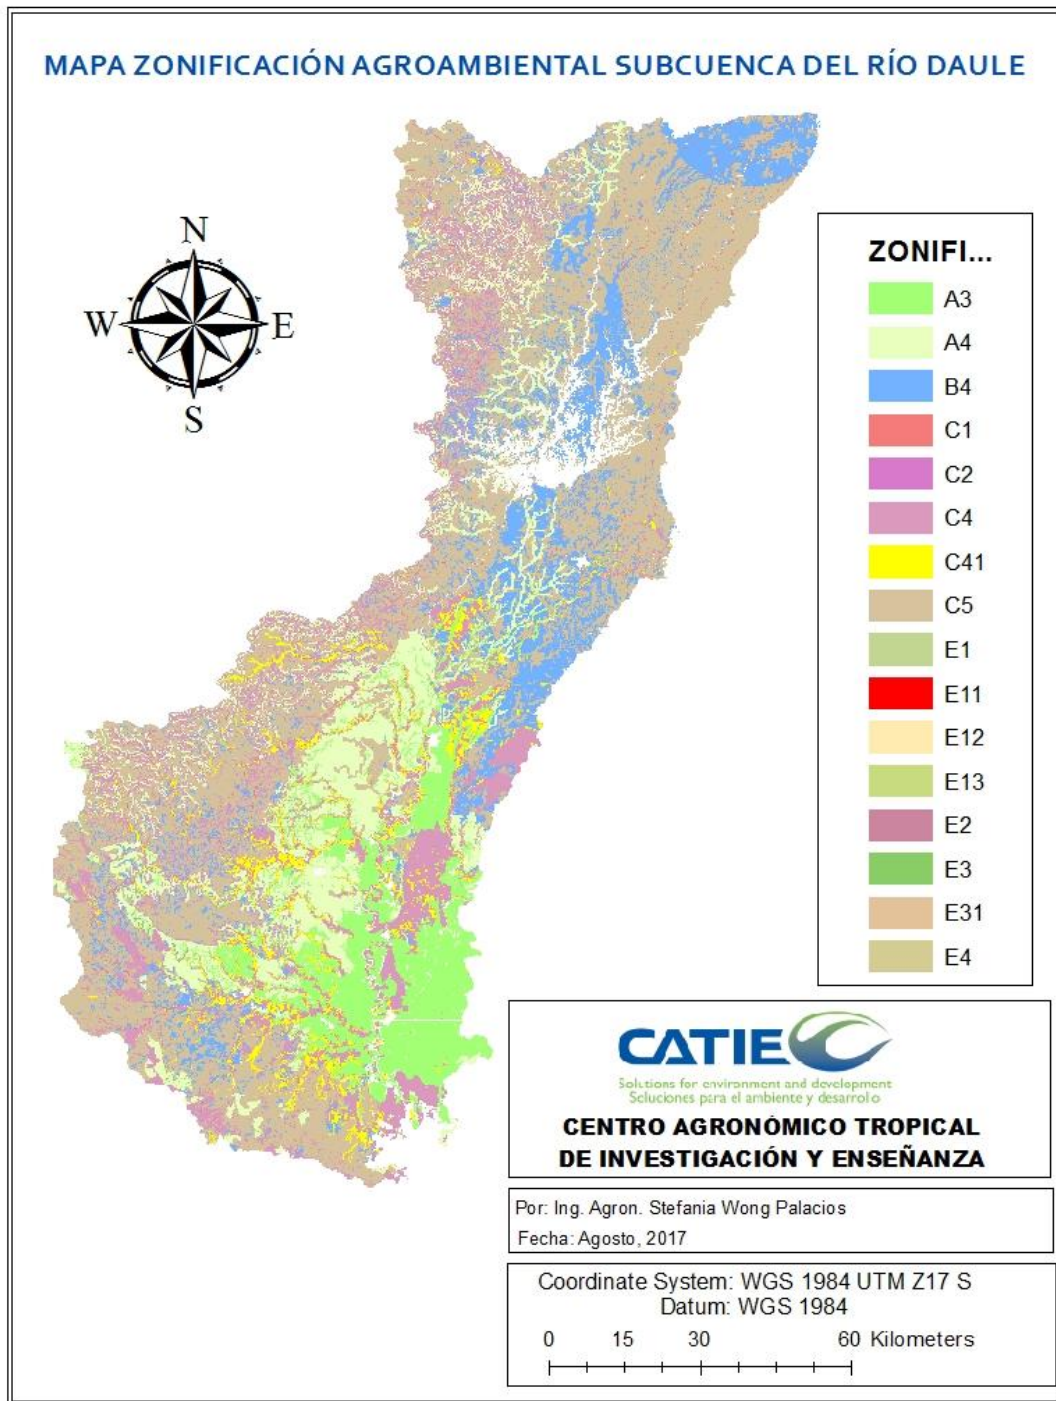 MAPA ZONIFICACIÓN AGROAMBIENTAL SUBCUENCA DEL RÍO DAULE
N
W
E
S
ZONIFI...
A3
A4
B4
C1
C2
C4
C41
C5
E1
E11
E12
E13
E2
E3
E31
E4
CATIE
Solutions for environment and development
Soluciones para el ambiente y desarrollo
CENTRO AGRONÓMICO TROPICAL
DE INVESTIGACIÓN Y ENSEÑANZA
Por: Ing. Agron. Stefania Wong Palacios
Fecha: Agosto, 2017
Coordinate System: WGS 1984 UTM Z17 S
Datum: WGS 1984
0 15 30 60 Kilometers